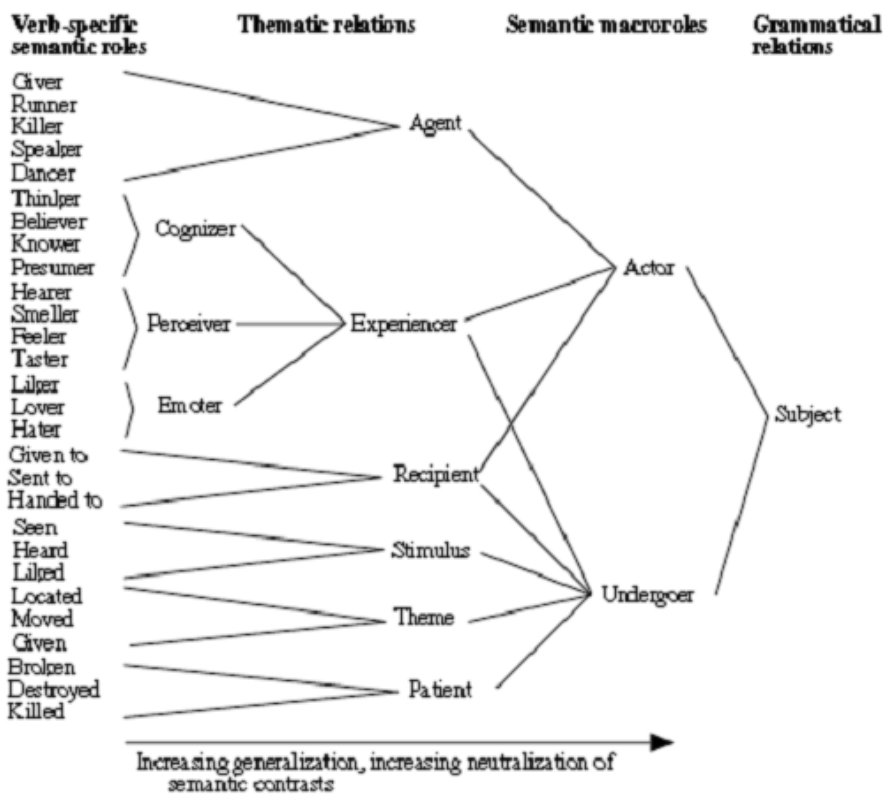 Verb-specific semantic roles
Thematic relations
Semantic macroroles
Grammatical relations
Giver
Runner
Killer
Speaker
Dancer
Thinker
Believer
Knower
Presumer
Hearer
Smeller
Feeler
Taster
Liker
Lover
Hater
Given to
Sent to
Handed to
Seen
Heard
Liked
Located
Moved
Given
Broken
Destroyed
Killed
Cognizer
Perceiver
Emoter
Agent
Experiencer
Recipient
Stimulus
Theme
Patient
Actor
Undergoer
Subject
Increasing generalization, increasing neutralization of
semantic contrasts